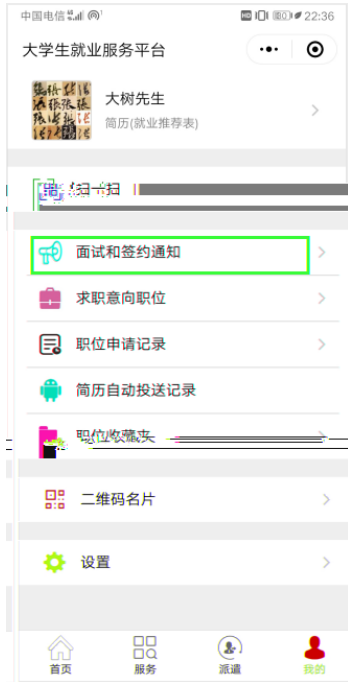 中国电信 22:36
大学生就业服务平台
大树先生
简历(就业推荐表)
扫一扫
面试和签约通知
求职意向职位
职位申请记录
简历自动投送记录
职位收藏夹
二维码名片
设置
首页 服务 派遣 我的